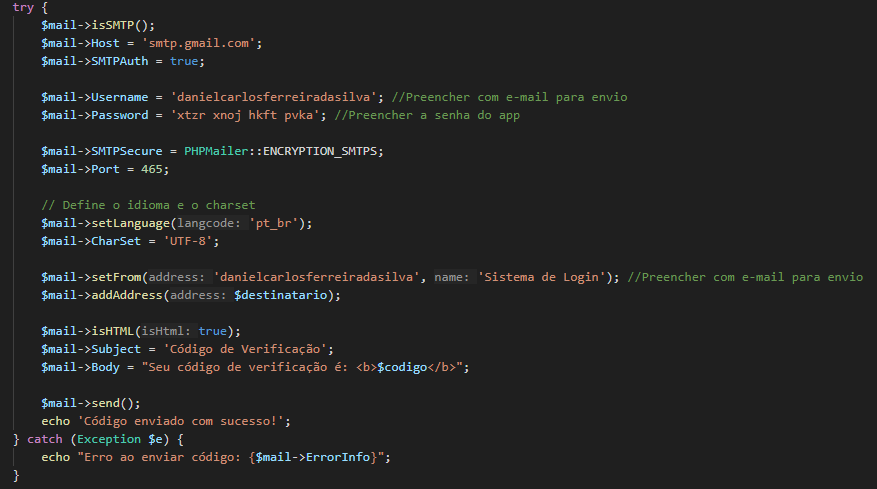 try {
$mail->isSMTP();
$mail->Host = 'smtp.gmail.com';
$mail->SMTPAuth = true;
$mail->Username = 'danielcarlosferreiradasilva'; //Preencher com e-mail para envio
$mail->Password = 'xtzr xnoj hkft pvka'; //Preencher a senha do app
$mail->SMTPSecure = PHPMailer::ENCRYPTION_SMTPS;
$mail->Port = 465;
// Define o idioma e o charset
$mail->setLanguage(langcode: 'pt_br');
$mail->CharSet = 'UTF-8';
$mail->setFrom(address: 'danielcarlosferreiradasilva', name: 'Sistema de Login'); //Preencher com e-mail para envio
$mail->addAddress(address: $destinatario);
$mail->isHTML(isHtml: true);
$mail->Subject = 'Código de Verificação';
$mail->Body = "Seu código de verificação é: <b>$codigo</b>";
$mail->send();
echo 'Código enviado com sucesso!';
} catch (Exception $e) {
echo "Erro ao enviar código: {$mail->ErrorInfo}";
}